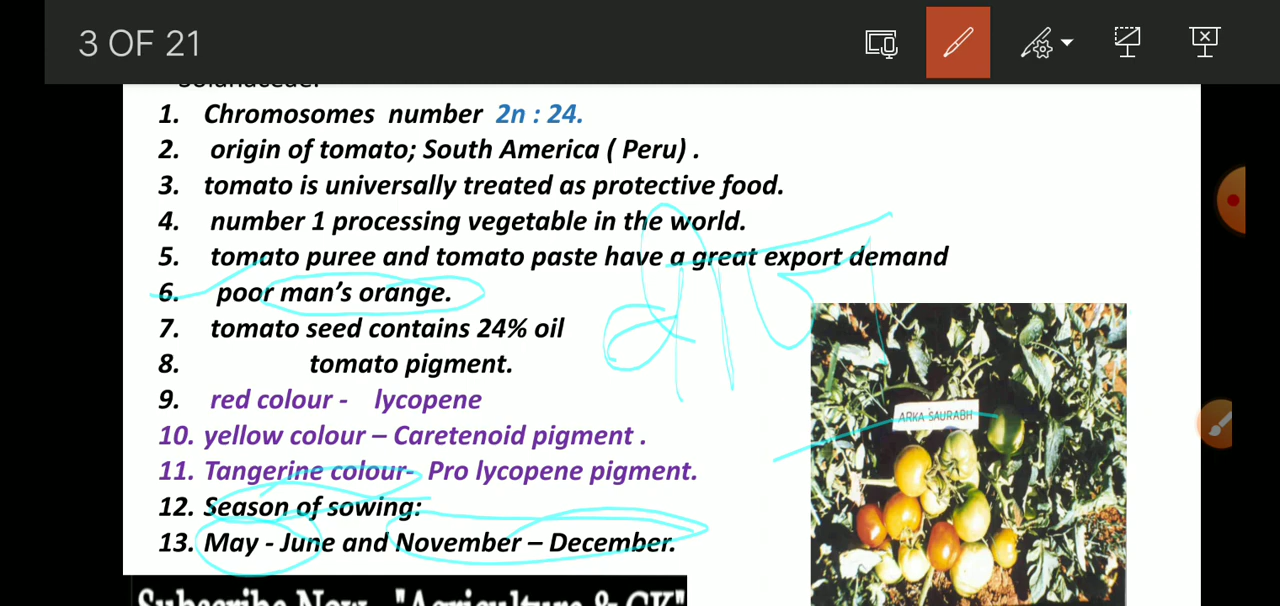 3 OF 21
1. Chromosomes number 2n : 24.
2. origin of tomato; South America ( Peru) .
3. tomato is universally treated as protective food.
4. number 1 processing vegetable in the world.
5. tomato puree and tomato paste have a great export demand
6. poor man's orange.
7. tomato seed contains 24% oil
8. tomato pigment.
9. red colour - lycopene
10. yellow colour – Caretenoid pigment .
11. Tangerine colour- Pro lycopene pigment.
12. Season of sowing:
13. May - June and November – December.
ARKA SAURABH
Subscribe Now "Agriculture & GK"